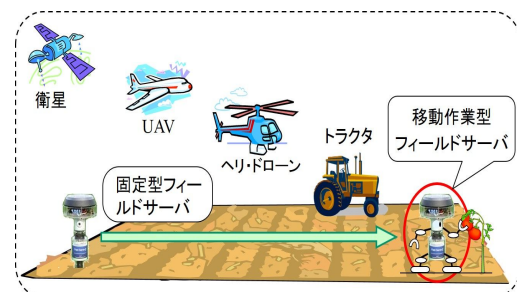 衛星
UAV
ヘリ・ドローン
トラクタ
移動作業型
フィールドサーバ
固定型フィー
ルドサーバ